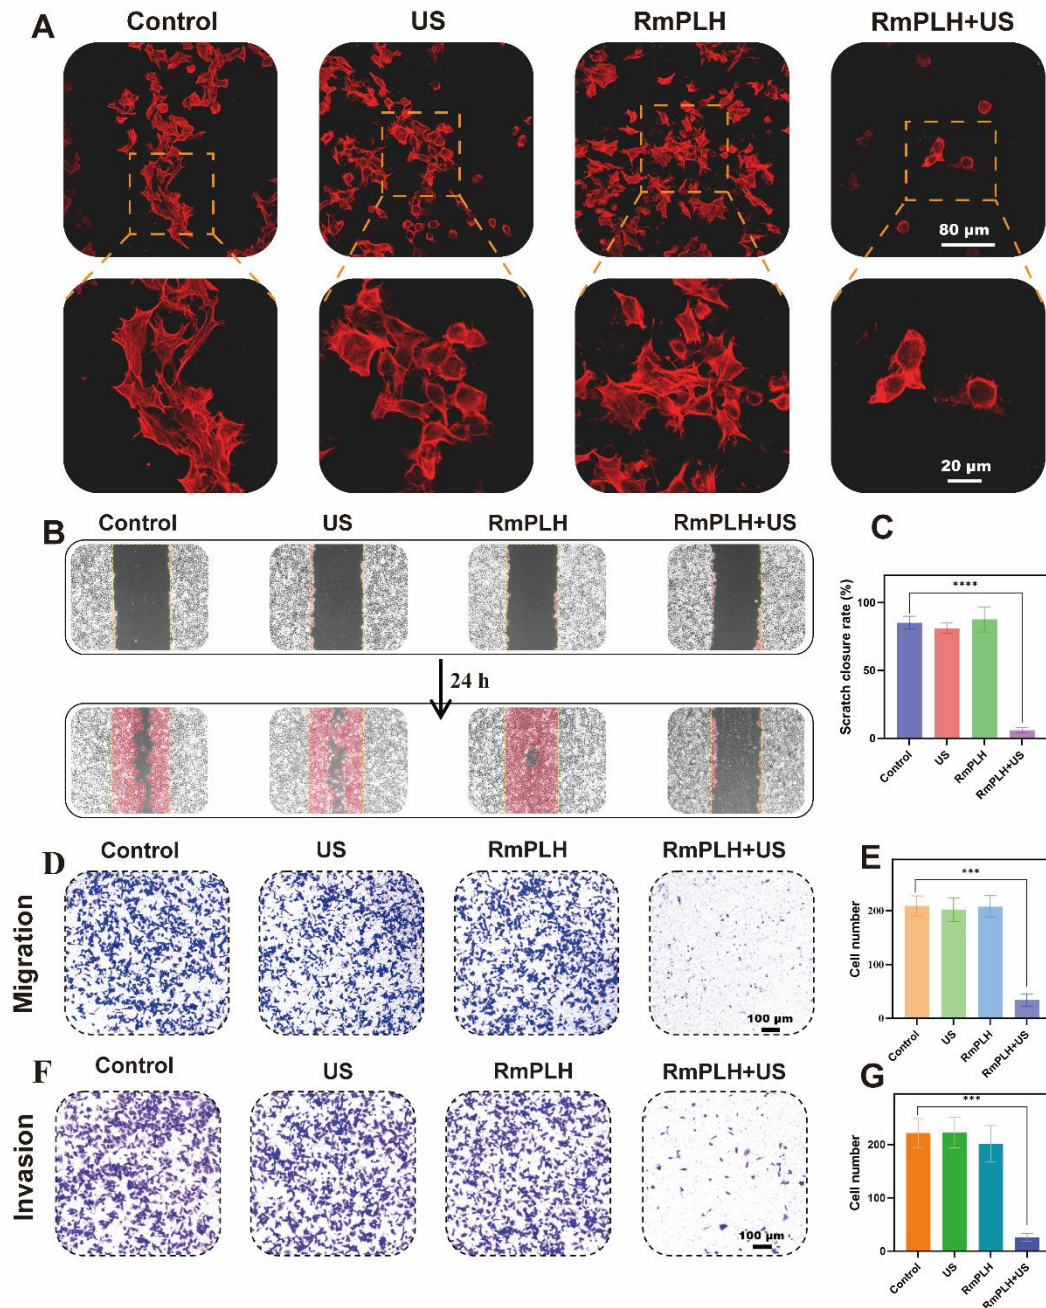 A
Control
US
RmPLH
RmPLH+US
80 µm
20 µm
B
Control
US
RmPLH
RmPLH+US
24 h
C
Scratch closure rate (%)
100
50
0
****
Control
US
RmPLH
RmPLH+US
D
Migration
Control
US
RmPLH
RmPLH+US
100 µm
E
Cell number
200
100
0
***
Control
US
RmPLH
RmPLH+US
F
Invasion
Control
US
RmPLH
RmPLH+US
100 µm
G
Cell number
200
100
0
***
Control
US
RmPLH
RmPLH+US